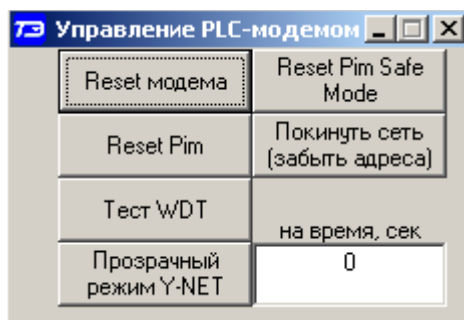 ТЭ Управление PLC-модемом
Reset модема
Reset Pim Safe
Mode
Reset Pim
Покинуть сеть
(забыть адреса)
Тест WDT
на время, сек
Прозрачный
режим Y-NET
0